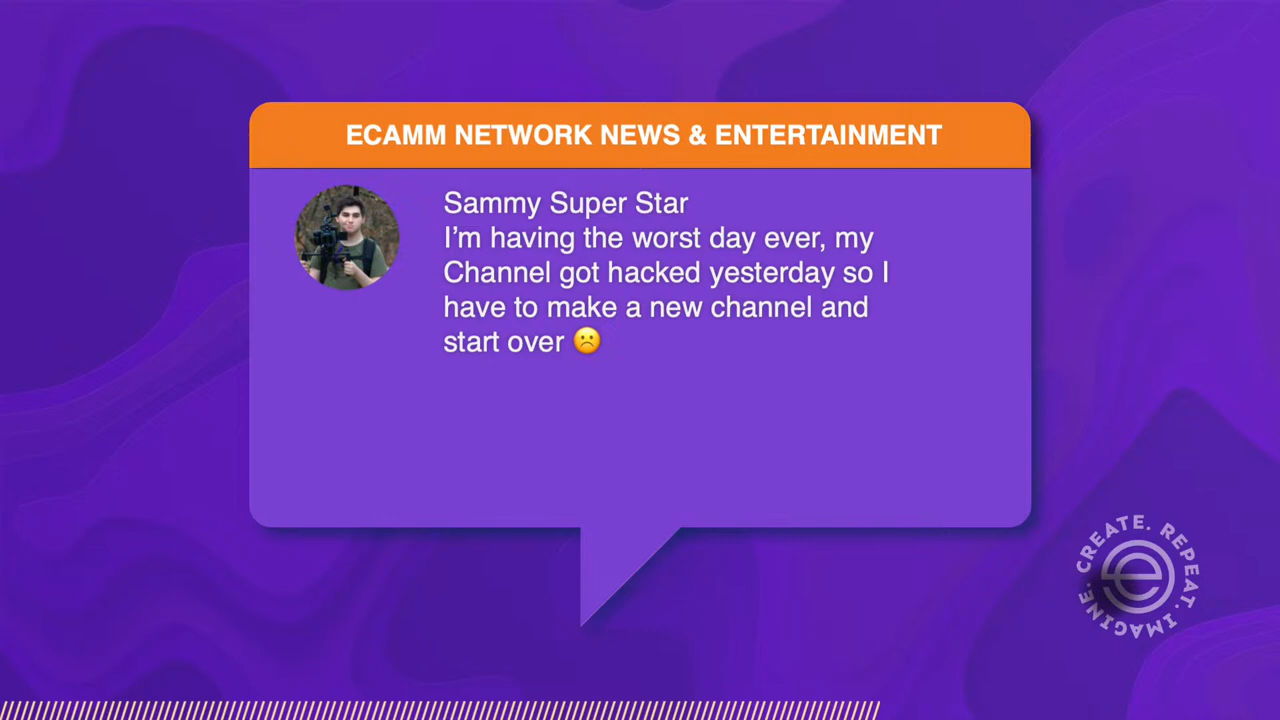 ECAMM NETWORK NEWS & ENTERTAINMENT
Sammy Super Star
I’m having the worst day ever, my
Channel got hacked yesterday so I
have to make a new channel and
start over ☹️
CREATE. REPEAT. IMAGINE.
e